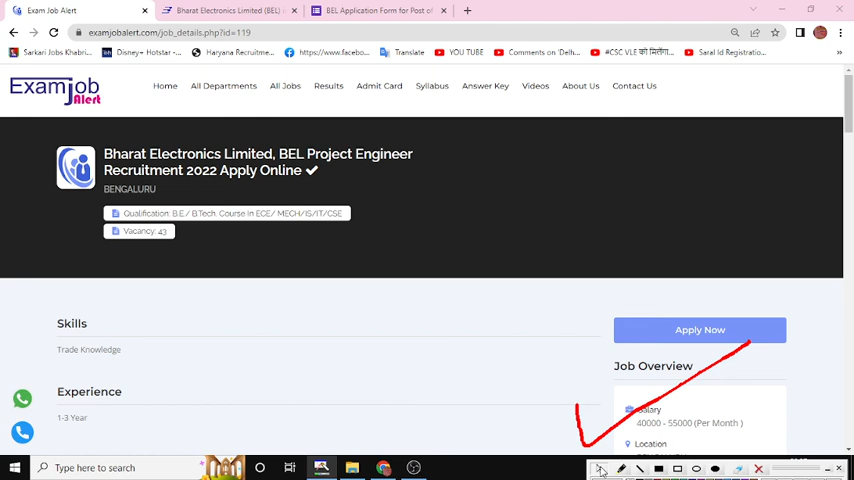 Exam Job Alert
Bharat Electronics Limited (BEL) i
BEL Application Form for Post of
examjobalert.com/job_details.php?id=119
Sarkari Jobs Khabri...
Disney+ Hotstar -...
Haryana Recruitme...
https://www.facebo...
Translate
YOU TUBE
Comments on 'Delh...
#CSC VLE को मिलेंगे...
Saral Id Registratio...
ExamJob Alert
Home
All Departments
All Jobs
Results
Admit Card
Syllabus
Answer Key
Videos
About Us
Contact Us
Bharat Electronics Limited, BEL Project Engineer
Recruitment 2022 Apply Online
BENGALURU
Qualification: B.E./ B.Tech. Course In ECE/ MECH/IS/IT/CSE
Vacancy: 43
Skills
Trade Knowledge
Experience
1-3 Year
Apply Now
Job Overview
Salary
40000 - 55000 (Per Month )
Location
Type here to search